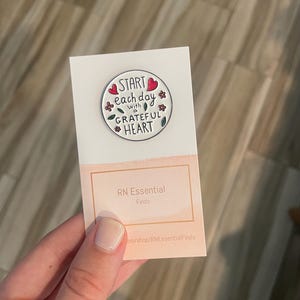 START
each day
with
a
GRATEFUL
HEART
RN Essential
Finds